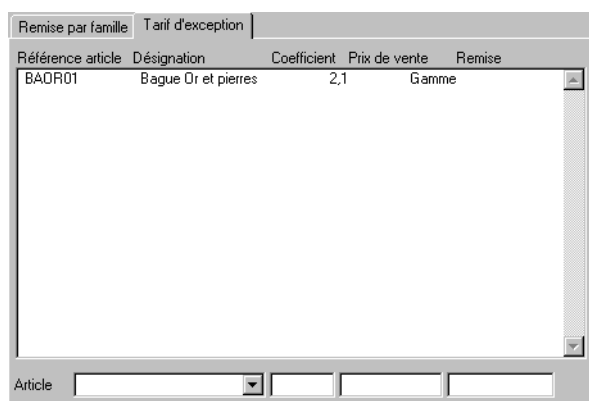 Remise par famille Tarif d'exception
Référence article Désignation Coefficient Prix de vente Remise
BAOR01 Bague Or et pierres 2,1 Gamme
Article